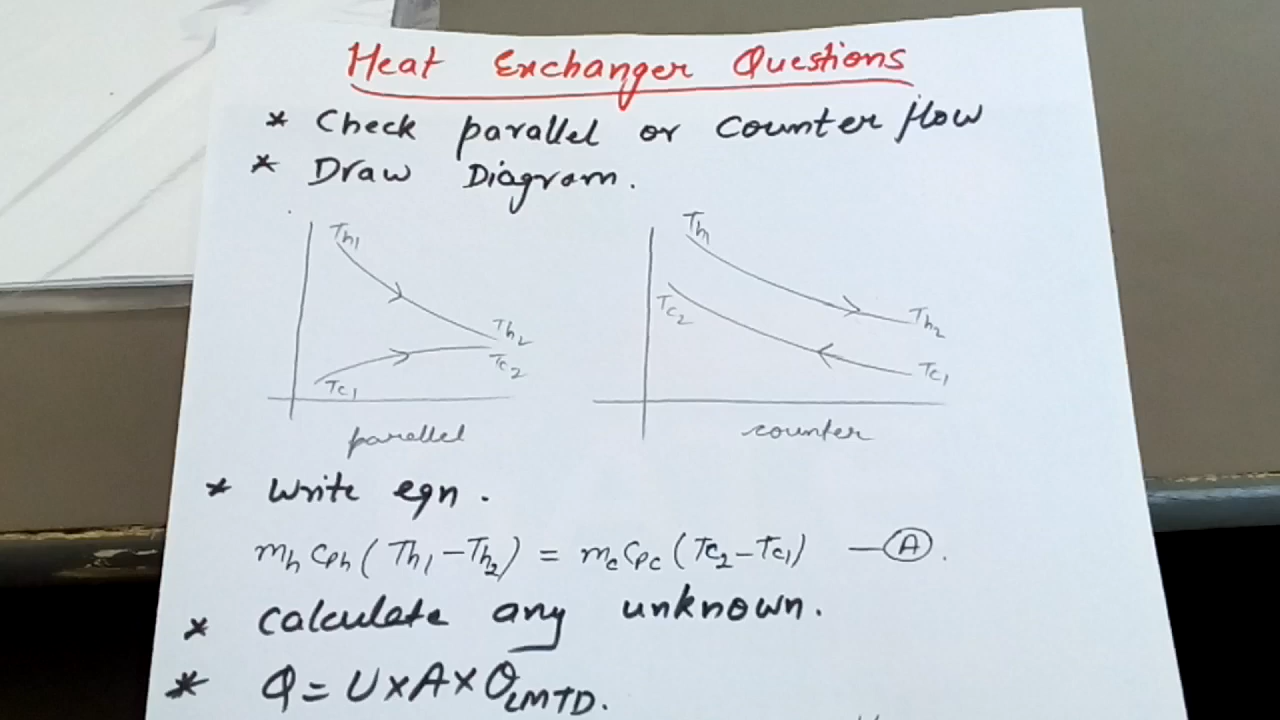 Heat Exchanger Questions
* Check parallel or counter flow
* Draw Diagram.
Th1
Th2
Tc2
Tc1
parallel
Th1
Tc2
Th2
Tc1
counter
* Write eqn.
mh Cph (Th1 - Th2) = mc Cpc (Tc2 - Tc1) — A.
* Calculate any unknown.
* Q = U x A x θLMTD.